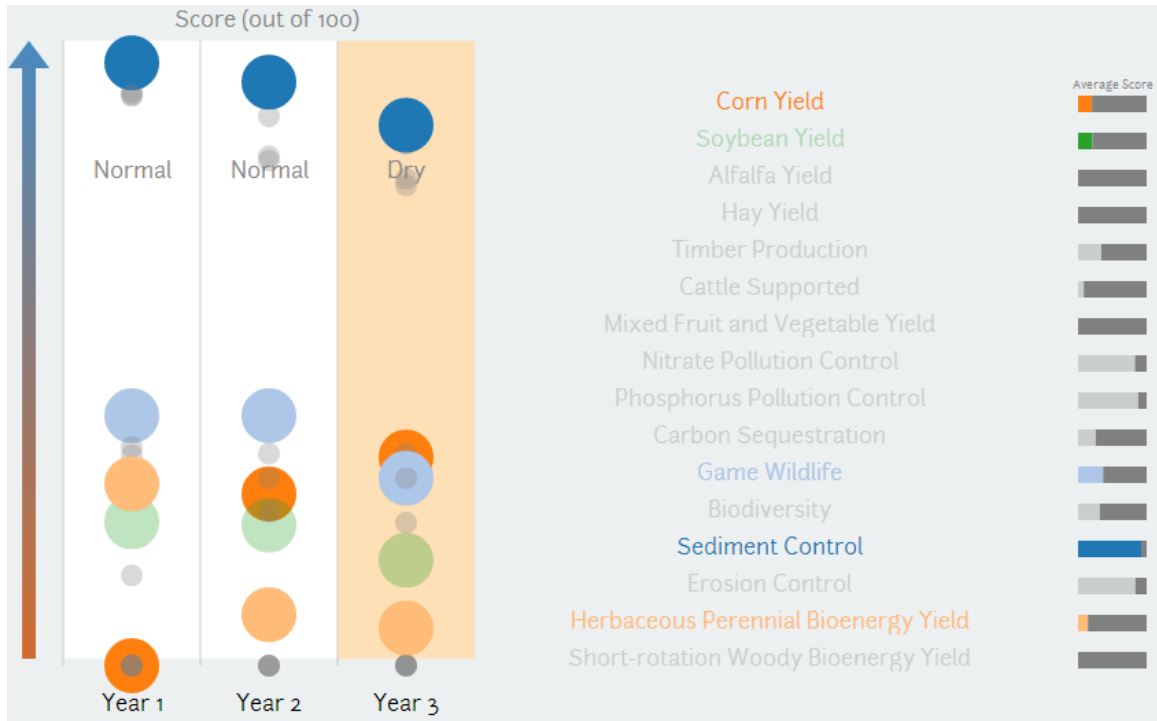 Score (out of 100)
Average Score
Normal
Normal
Dry
Corn Yield
Soybean Yield
Alfalfa Yield
Hay Yield
Timber Production
Cattle Supported
Mixed Fruit and Vegetable Yield
Nitrate Pollution Control
Phosphorus Pollution Control
Carbon Sequestration
Game Wildlife
Biodiversity
Sediment Control
Erosion Control
Herbaceous Perennial Bioenergy Yield
Short-rotation Woody Bioenergy Yield
Year 1
Year 2
Year 3